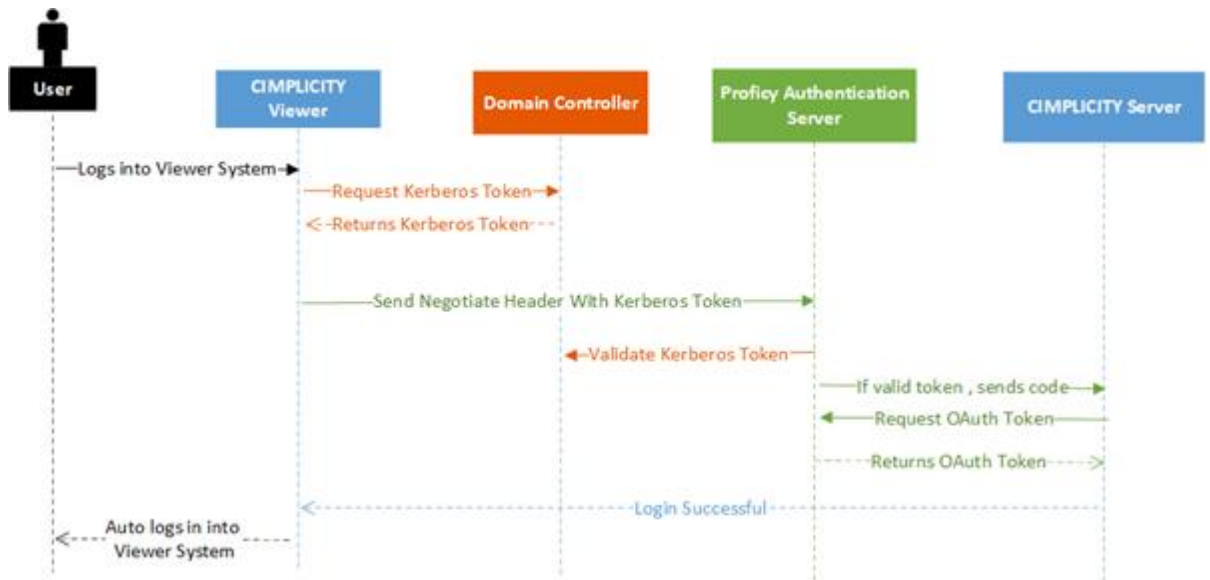 User
CIMPLICITY
Viewer
Domain Controller
Proficy Authentication
Server
CIMPLICITY Server
Logs into Viewer System
Request Kerberos Token
Returns Kerberos Token
Send Negotiate Header With Kerberos Token
Validate Kerberos Token
If valid token , sends code
Request OAuth Token
Returns OAuth Token
Login Successful
Auto logs in into
Viewer System